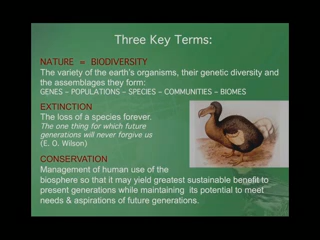 Three Key Terms:
NATURE = BIODIVERSITY
The variety of the earth's organisms, their genetic diversity and
the assemblages they form:
GENES – POPULATIONS – SPECIES – COMMUNITIES – BIOMES
EXTINCTION
The loss of a species forever.
The one thing for which future
generations will never forgive us
(E. O. Wilson)
CONSERVATION
Management of human use of the
biosphere so that it may yield greatest sustainable benefit to
present generations while maintaining its potential to meet
needs & aspirations of future generations.